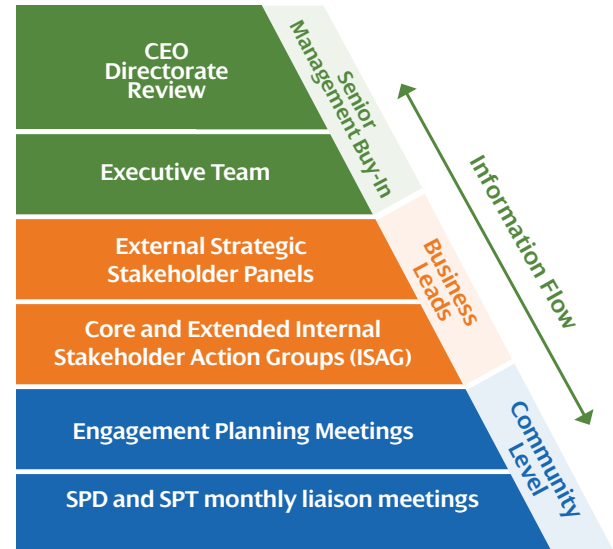 CEO
Directorate
Review
Senior
Management Buy-In
Executive Team
External Strategic
Stakeholder Panels
Business
Leads
Core and Extended Internal
Stakeholder Action Groups (ISAG)
Engagement Planning Meetings
Community
Level
SPD and SPT monthly liaison meetings
Information Flow